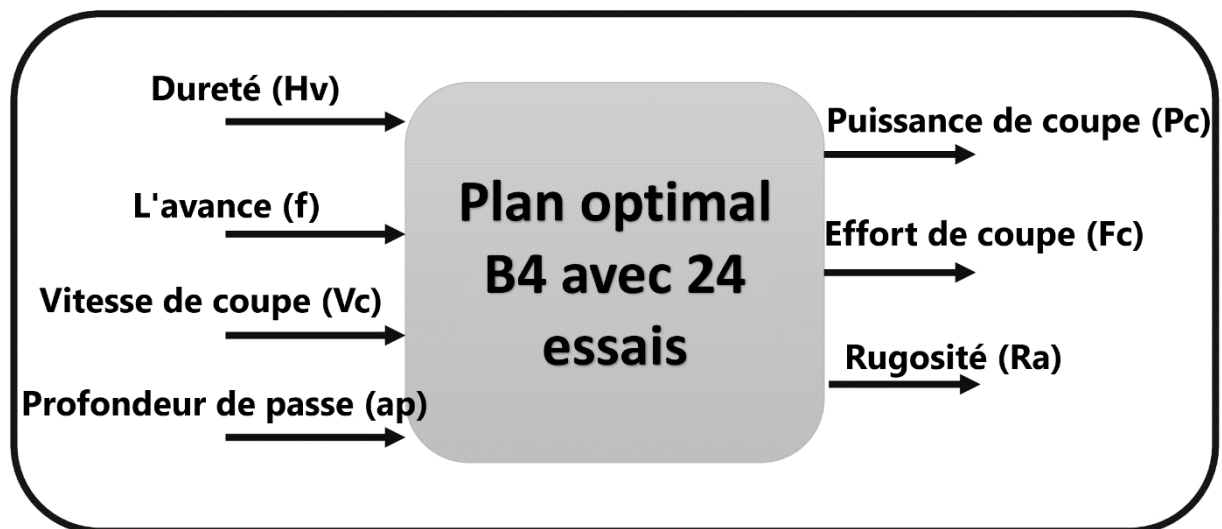 Dureté (Hv)
L'avance (f)
Vitesse de coupe (Vc)
Profondeur de passe (ap)
Plan optimal
B4 avec 24
essais
Puissance de coupe (Pc)
Effort de coupe (Fc)
Rugosité (Ra)